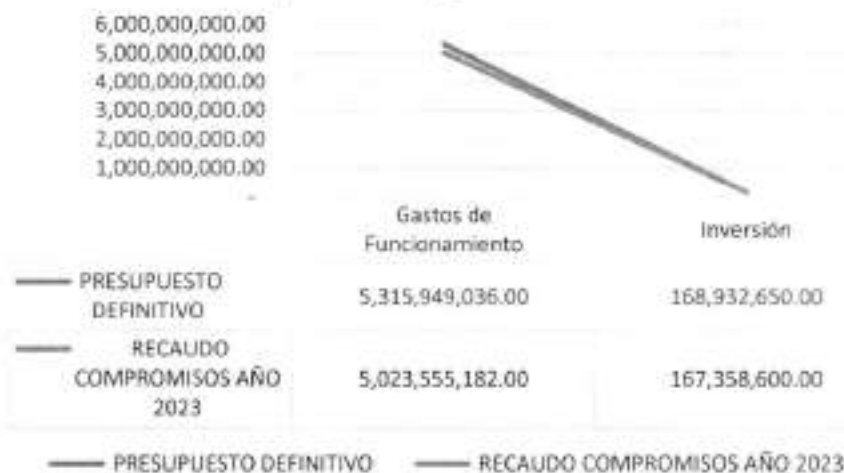 6,000,000,000.00
5,000,000,000.00
4,000,000,000.00
3,000,000,000.00
2,000,000,000.00
1,000,000,000.00
-
Gastos de
Funcionamiento
Inversión
PRESUPUESTO
DEFINITIVO
5,315,949,036.00
168,932,650.00
RECAUDO
COMPROMISOS AÑO
2023
5,023,555,182.00
167,358,600.00
PRESUPUESTO DEFINITIVO
RECAUDO COMPROMISOS AÑO 2023